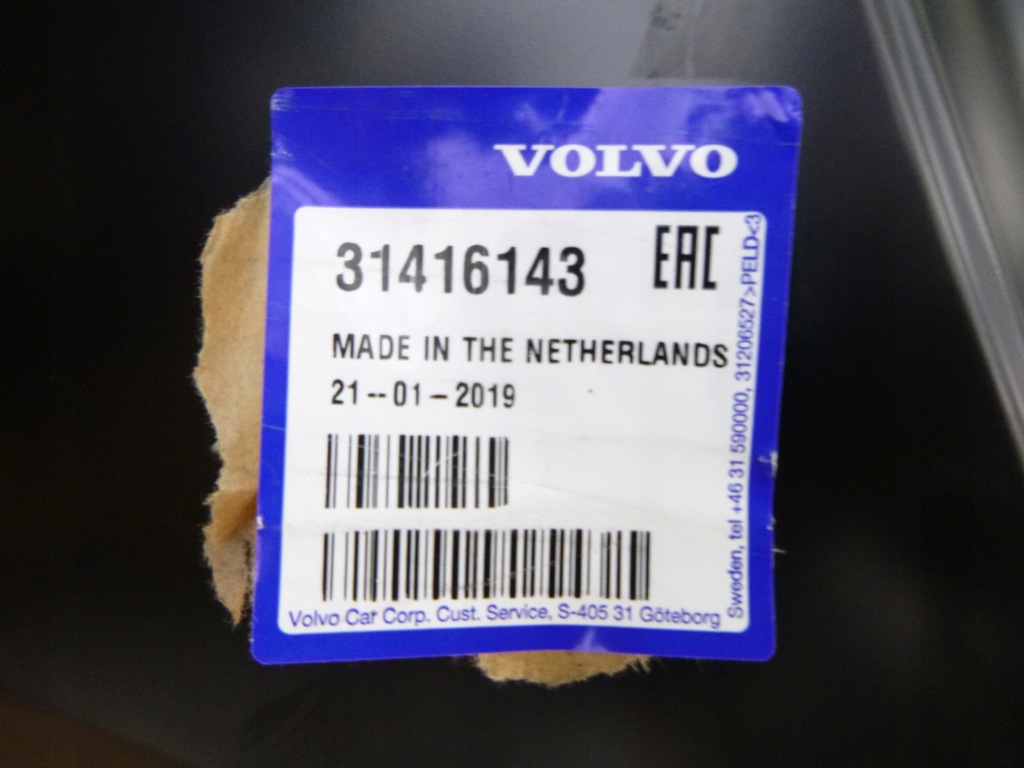 VOLVO
31416143
EAC
MADE IN THE NETHERLANDS
21--01-2019
Volvo Car Corp. Cust. Service, S-405 31 Göteborg
Sweden, tel +46 31 590000, 31206527>PELD<3